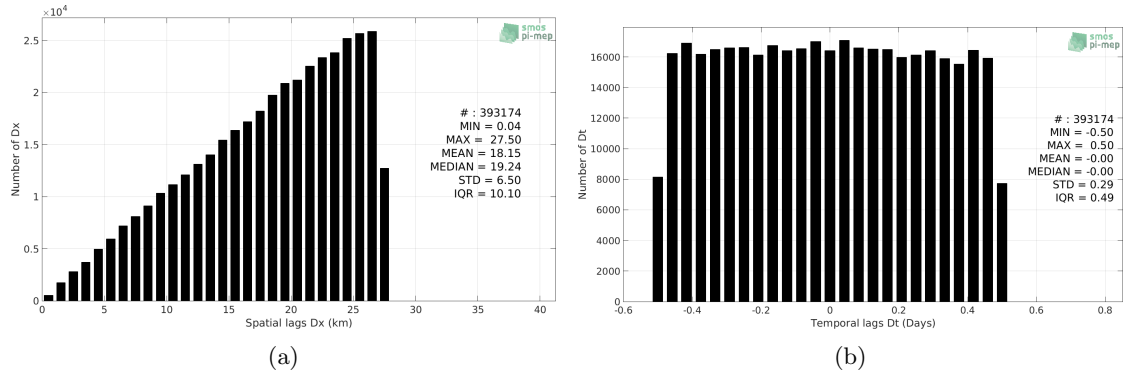 ×10⁴
2.5
2
1.5
1
0.5
0
Number of Dx
0 5 10 15 20 25 30 35 40
Spatial lags Dx (km)
smos
pi-mep
# : 393174
MIN = 0.04
MAX = 27.50
MEAN = 18.15
MEDIAN = 19.24
STD = 6.50
IQR = 10.10
(a)
16000
14000
12000
10000
8000
6000
4000
2000
0
Number of Dt
-0.6 -0.4 -0.2 0 0.2 0.4 0.6 0.8
Temporal lags Dt (Days)
smos
pi-mep
# : 393174
MIN = -0.50
MAX = 0.50
MEAN = -0.00
MEDIAN = -0.00
STD = 0.29
IQR = 0.49
(b)